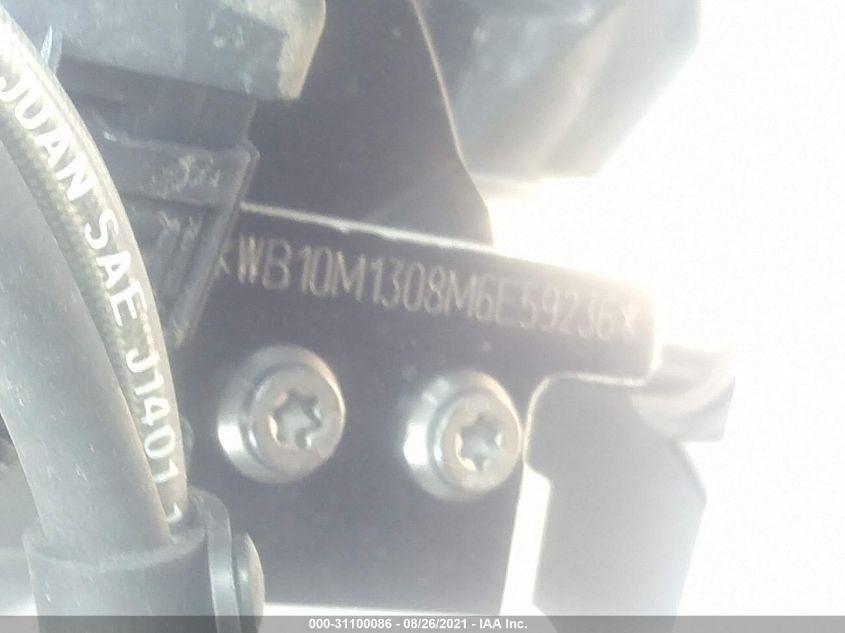 JUAN SAE J1401
*WB10M1308M6E59236*
000-31100086 - 08/26/2021 - IAA Inc.